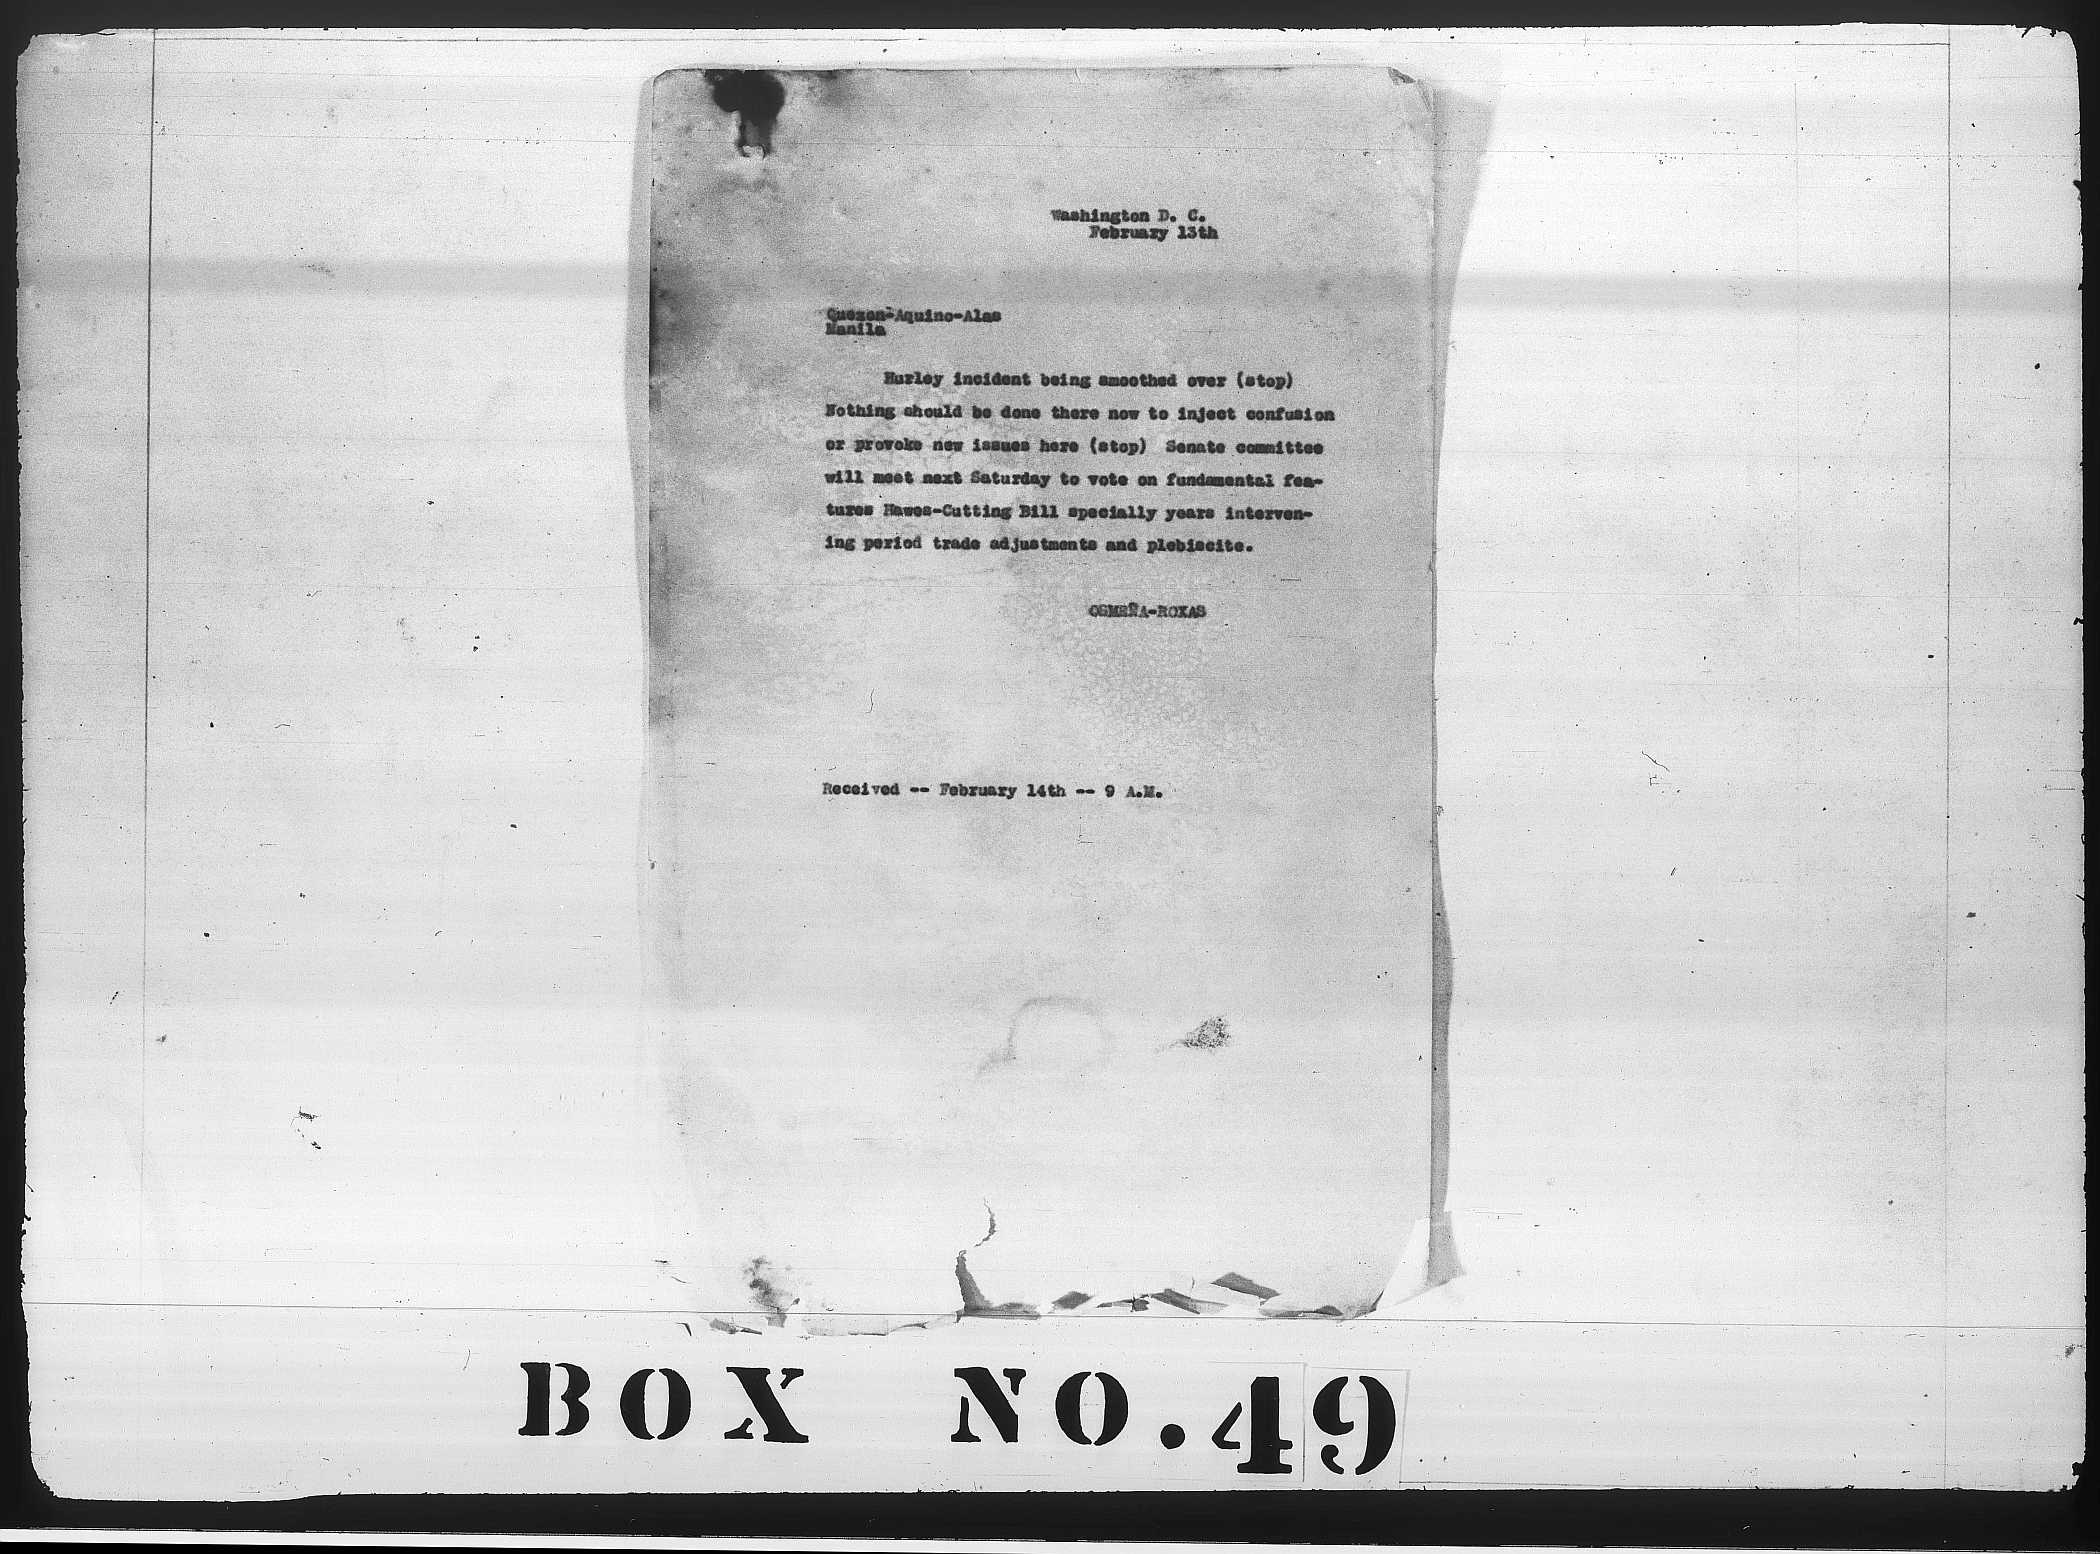 Washington D. C.
February 13th
Quezon-Aquino-Alas
Manila
Hurley incident being smoothed over (stop)
Nothing should be done there now to inject confusion
or provoke new issues here (stop) Senate committee
will meet next Saturday to vote on fundamental fea-
tures Hawes-Cutting Bill specially years interven-
ing period trade adjustments and plebiscite.
OSMEÑA-ROXAS
Received -- February 14th -- 9 A.M.
BOX NO. 49